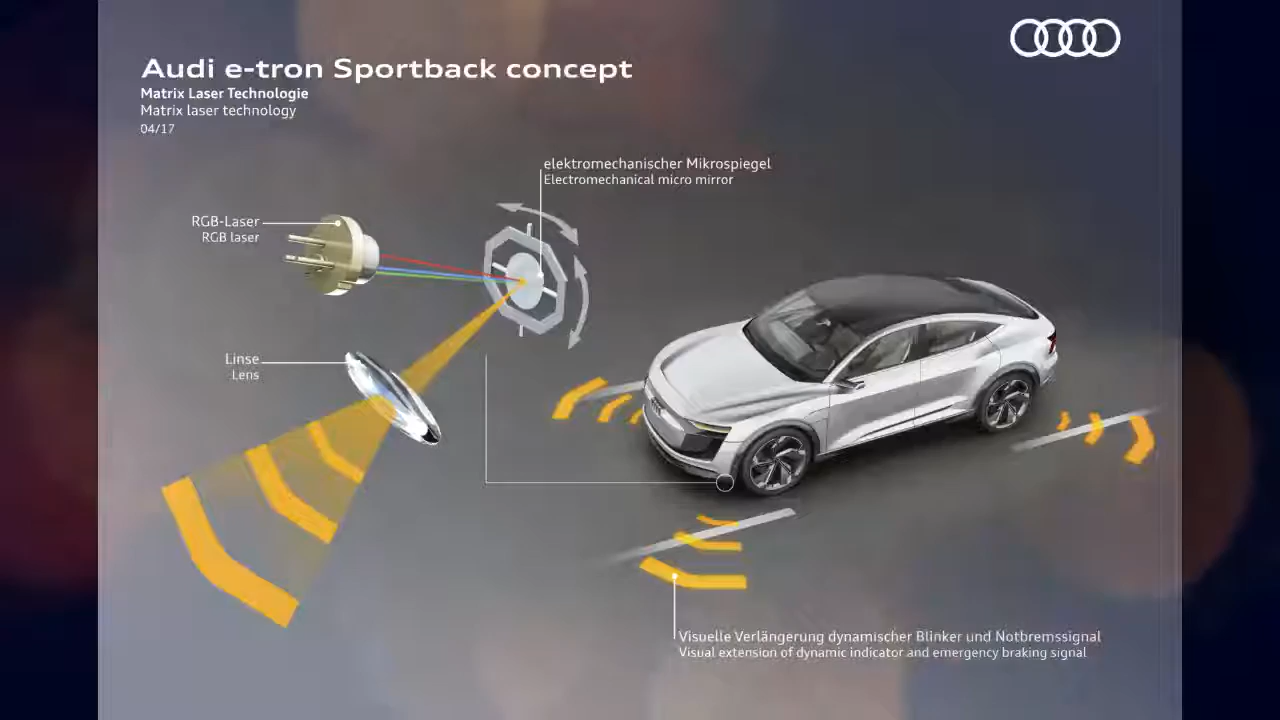 Audi e-tron Sportback concept
Matrix Laser Technologie
Matrix laser technology
04/17
elektromechanischer Mikrospiegel
Electromechanical micro mirror
RGB-Laser
RGB laser
Linse
Lens
Visuelle Verlängerung dynamischer Blinker und Notbremssignal
Visual extension of dynamic indicator and emergency braking signal